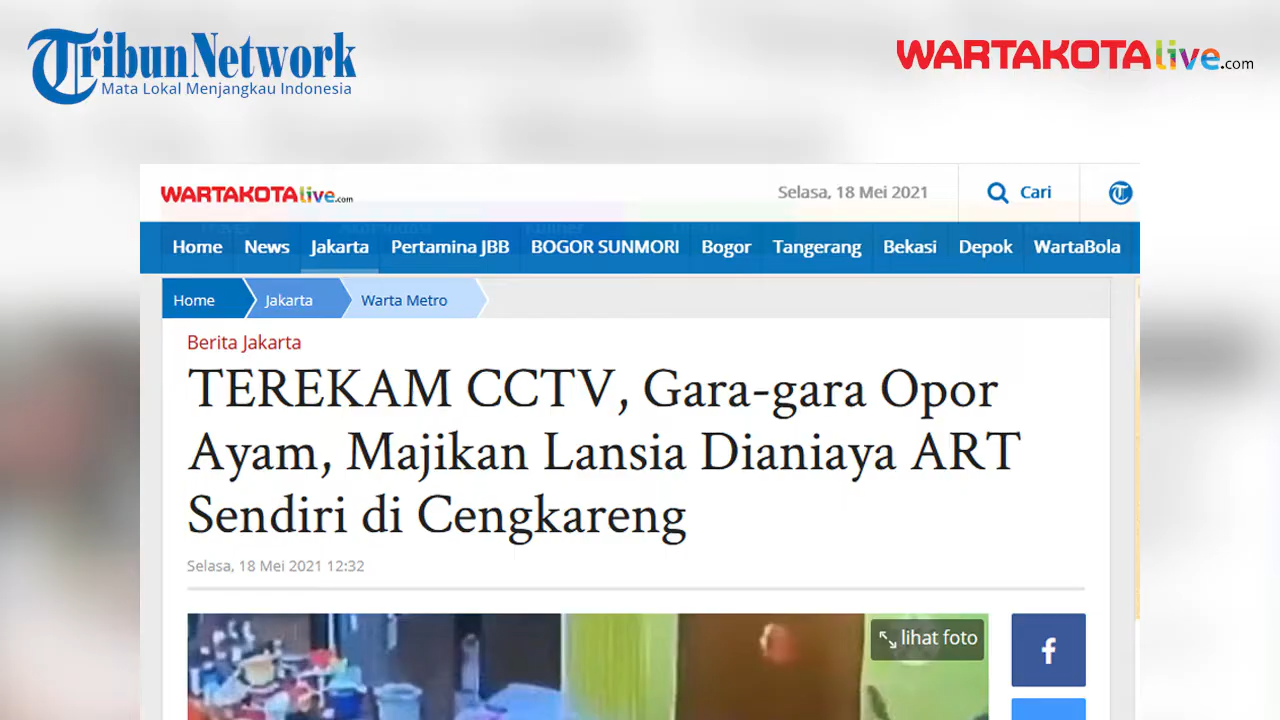 TribunNetwork
Mata Lokal Menjangkau Indonesia
WARTAKOTAlive.com
WARTAKOTAlive.com
Selasa, 18 Mei 2021
Cari
Home News Jakarta Pertamina JBB BOGOR SUNMORI Bogor Tangerang Bekasi Depok WartaBola
Home Jakarta Warta Metro
Berita Jakarta
TEREKAM CCTV, Gara-gara Opor
Ayam, Majikan Lansia Dianiaya ART
Sendiri di Cengkareng
Selasa, 18 Mei 2021 12:32
lihat foto